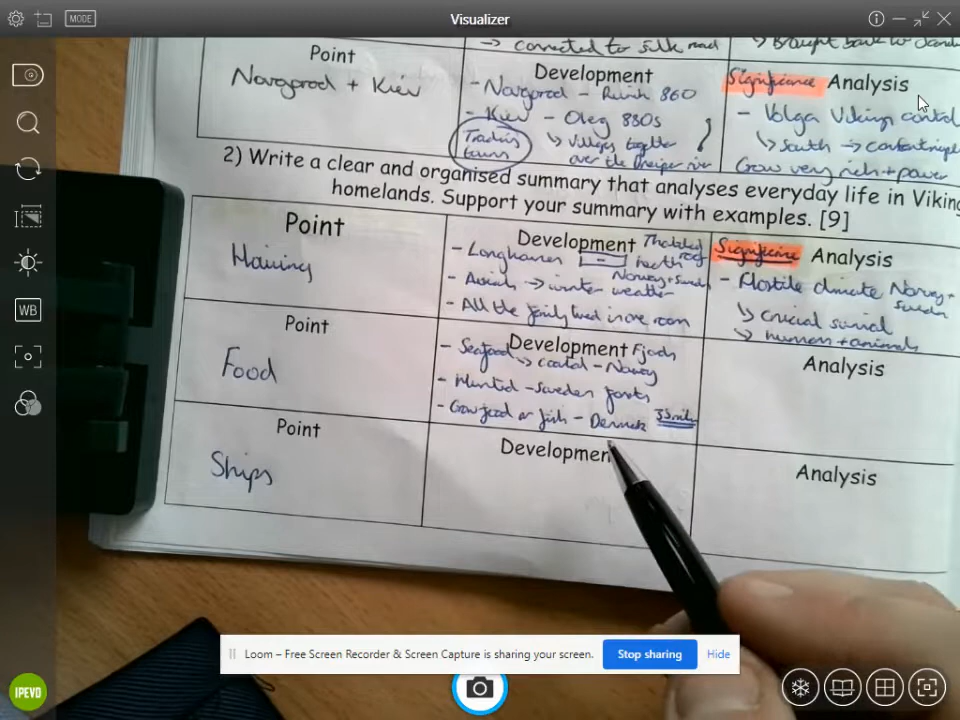 MODE
Visualizer
→ connected to silk road
Point
Development
Significance Analysis
Novgorod + Kiev
- Novgorod - Rurik 860
- Kiev - Oleg 880s
Trading towns
↳ villages together
over the Dneiper river
- Volga Vikings control
↳ South →
Grow very rich + power
2) Write a clear and organised summary that analyses everyday life in Viking
homelands. Support your summary with examples. [9]
Point
Development
Significance Analysis
Housing
- Longhouses
Thatched roof
hearth
Norway + Sweden
- Animals → winter weather
- All the family lived in one room
- Hostile climate Norway + Sweden
↳ crucial survival
↳ humans + animals
Point
Development
Analysis
Food
- Seafood → coastal - Norway
Fjords
- Hunted - Sweden forests
- Grow food or fish - Denmark 35 miles
Point
Development
Analysis
Ships
WB
Loom – Free Screen Recorder & Screen Capture is sharing your screen.
Stop sharing
Hide
IPEVO